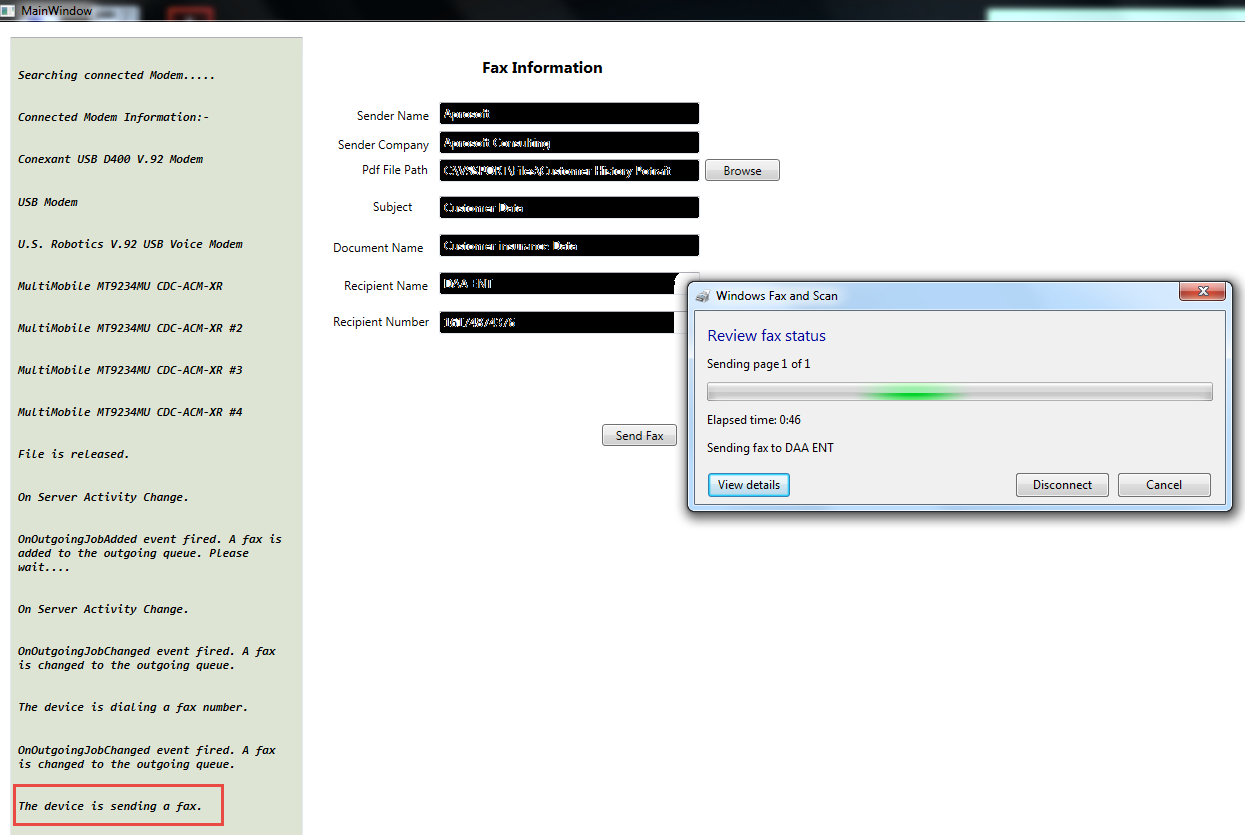 MainWindow
Searching connected Modem.....
Connected Modem Information:-
Conexant USB D400 V.92 Modem
USB Modem
U.S. Robotics V.92 USB Voice Modem
MultiMobile MT9234MU CDC-ACM-XR
MultiMobile MT9234MU CDC-ACM-XR #2
MultiMobile MT9234MU CDC-ACM-XR #3
MultiMobile MT9234MU CDC-ACM-XR #4
File is released.
On Server Activity Change.
OnOutgoingJobAdded event fired. A fax is
added to the outgoing queue. Please
wait....
On Server Activity Change.
OnOutgoingJobChanged event fired. A fax
is changed to the outgoing queue.
The device is dialing a fax number.
OnOutgoingJobChanged event fired. A fax
is changed to the outgoing queue.
The device is sending a fax.
Fax Information
Sender Name
Sender Company Consulting
Pdf File Path Customer History
Browse
Subject Customer Data
Document Name Customer insurance Data
Recipient Name DAA ENT
Recipient Number
Send Fax
Windows Fax and Scan
Review fax status
Sending page 1 of 1
Elapsed time: 0:46
Sending fax to DAA ENT
View details
Disconnect
Cancel